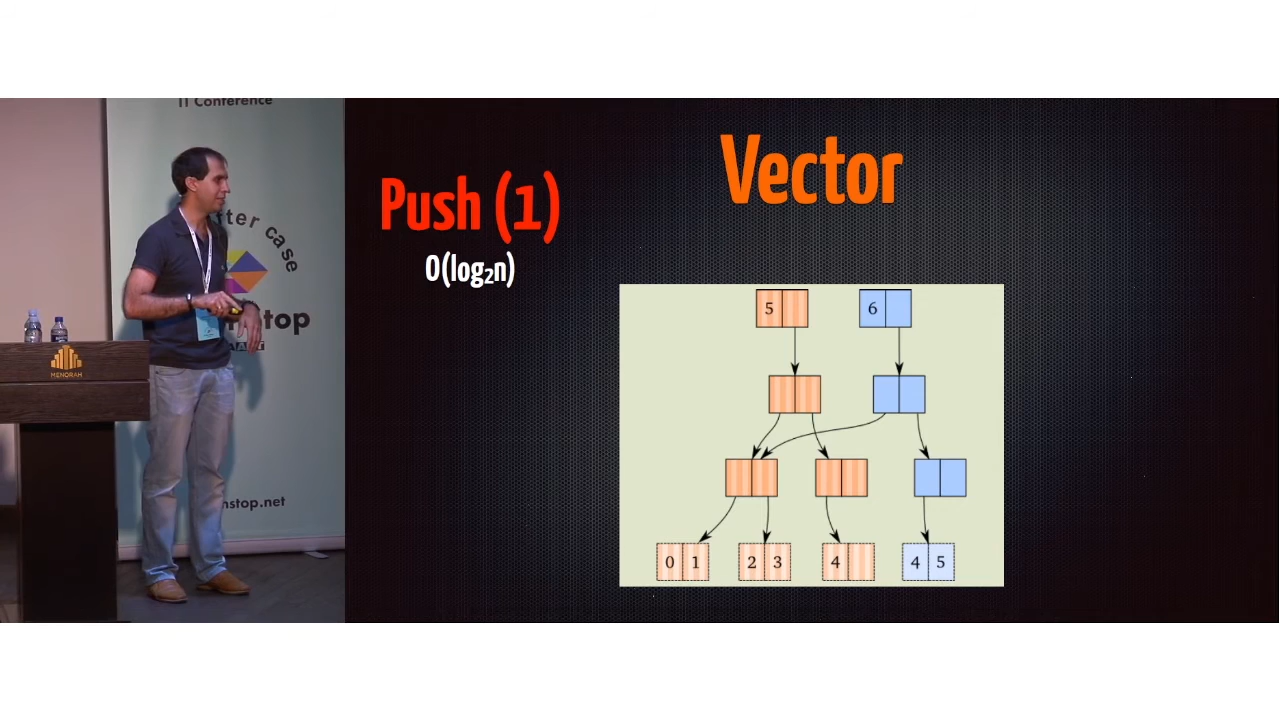 IT Conference
tter case
nstop
MENORAH
nstop.net
Vector
Push (1)
O(log₂n)
5
6
0 1
2 3
4
4 5